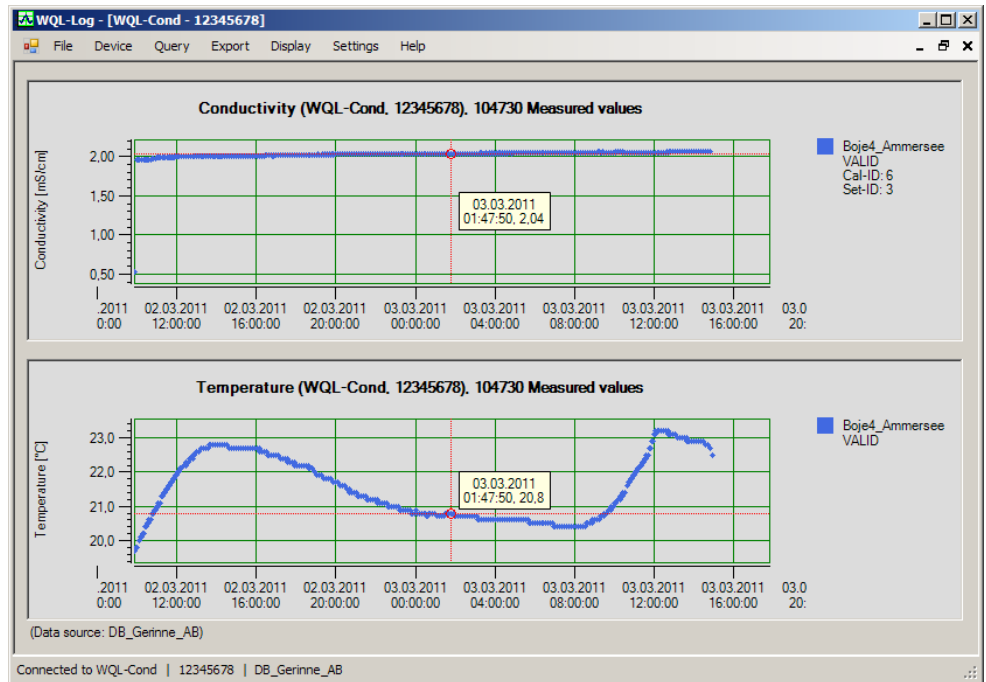 WQL-Log - [WQL-Cond - 12345678]
File Device Query Export Display Settings Help
Conductivity (WQL-Cond, 12345678), 104730 Measured values
Conductivity [mS/cm]
2,00
1,50
1,00
0,50
03.03.2011
01:47:50, 2,04
Boje4_Ammersee
VALID
Cal-ID: 6
Set-ID: 3
.2011 02.03.2011 02.03.2011 02.03.2011 03.03.2011 03.03.2011 03.03.2011 03.03.2011 03.03.2011 03.0
0:00 12:00:00 16:00:00 20:00:00 00:00:00 04:00:00 08:00:00 12:00:00 16:00:00 20:
Temperature (WQL-Cond, 12345678), 104730 Measured values
Temperature [°C]
23,0
22,0
21,0
20,0
03.03.2011
01:47:50, 20,8
Boje4_Ammersee
VALID
.2011 02.03.2011 02.03.2011 02.03.2011 03.03.2011 03.03.2011 03.03.2011 03.03.2011 03.03.2011 03.0
0:00 12:00:00 16:00:00 20:00:00 00:00:00 04:00:00 08:00:00 12:00:00 16:00:00 20:
(Data source: DB_Gerinne_AB)
Connected to WQL-Cond | 12345678 | DB_Gerinne_AB